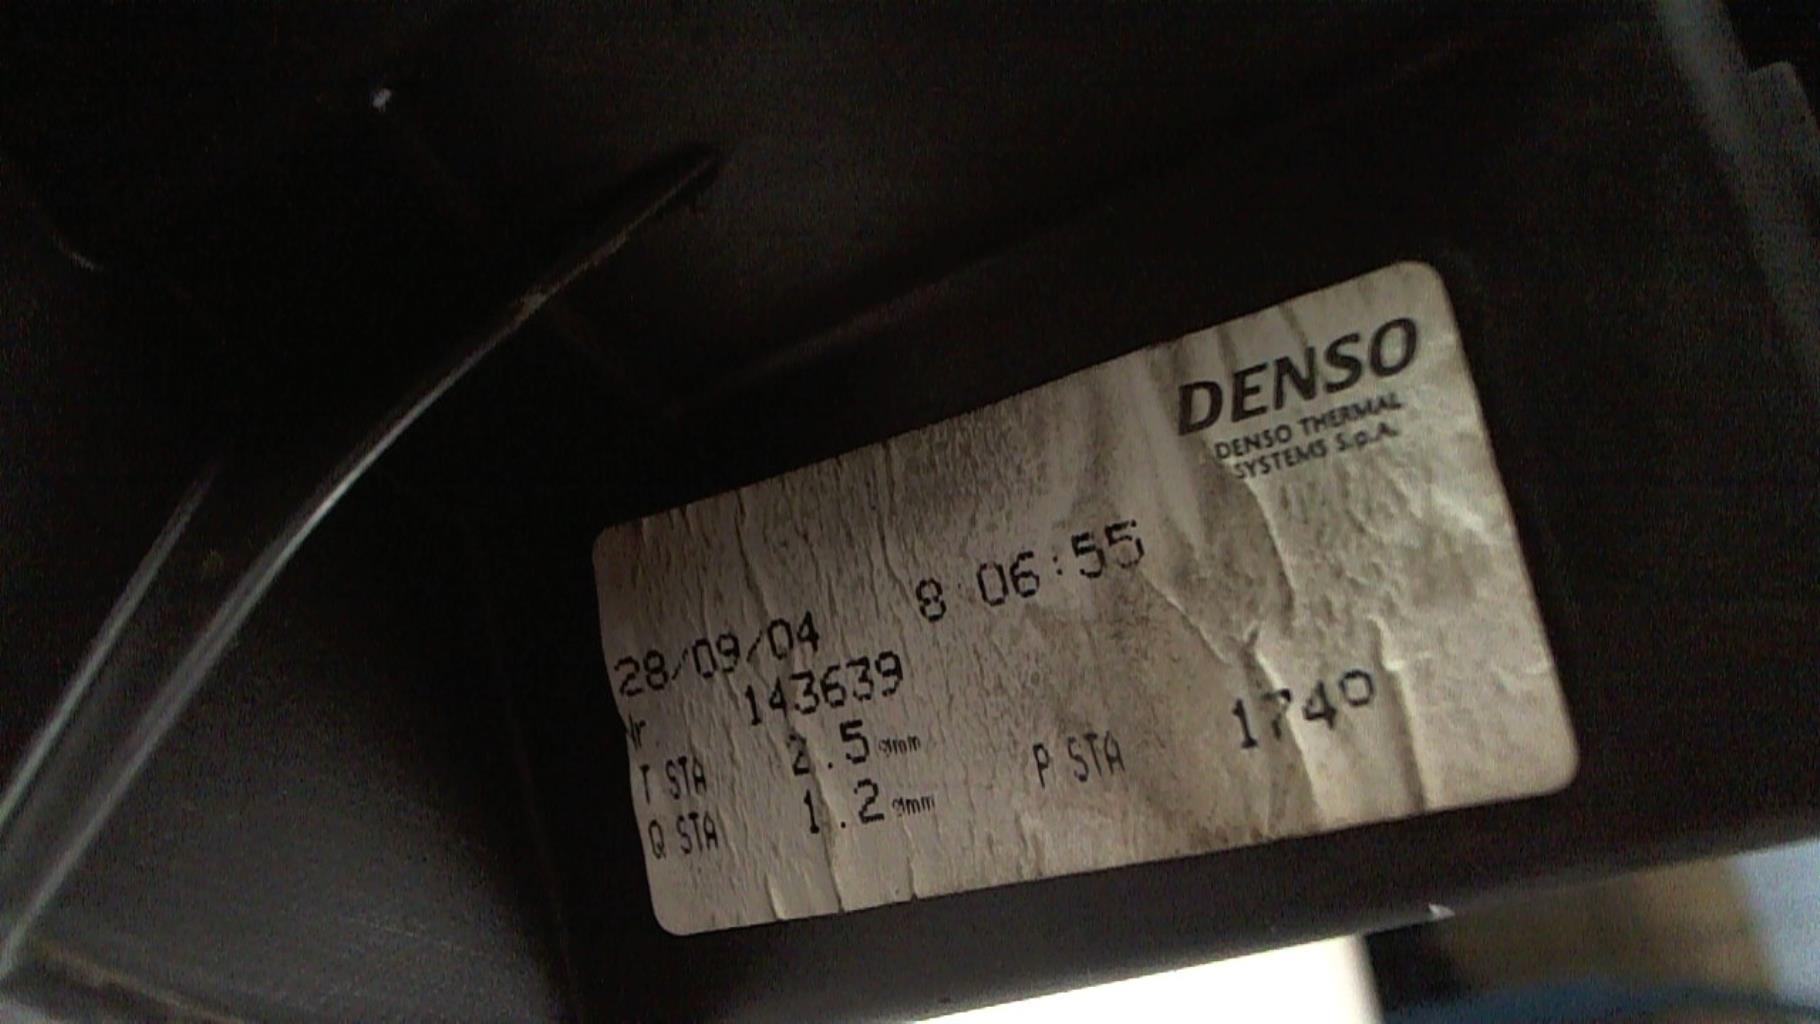 DENSO
DENSO THERMAL
SYSTEMS S.p.A.
28/09/04 8:06:55
Nr. 143639
T STA 2.5
Q STA 1.2 P STA 1740